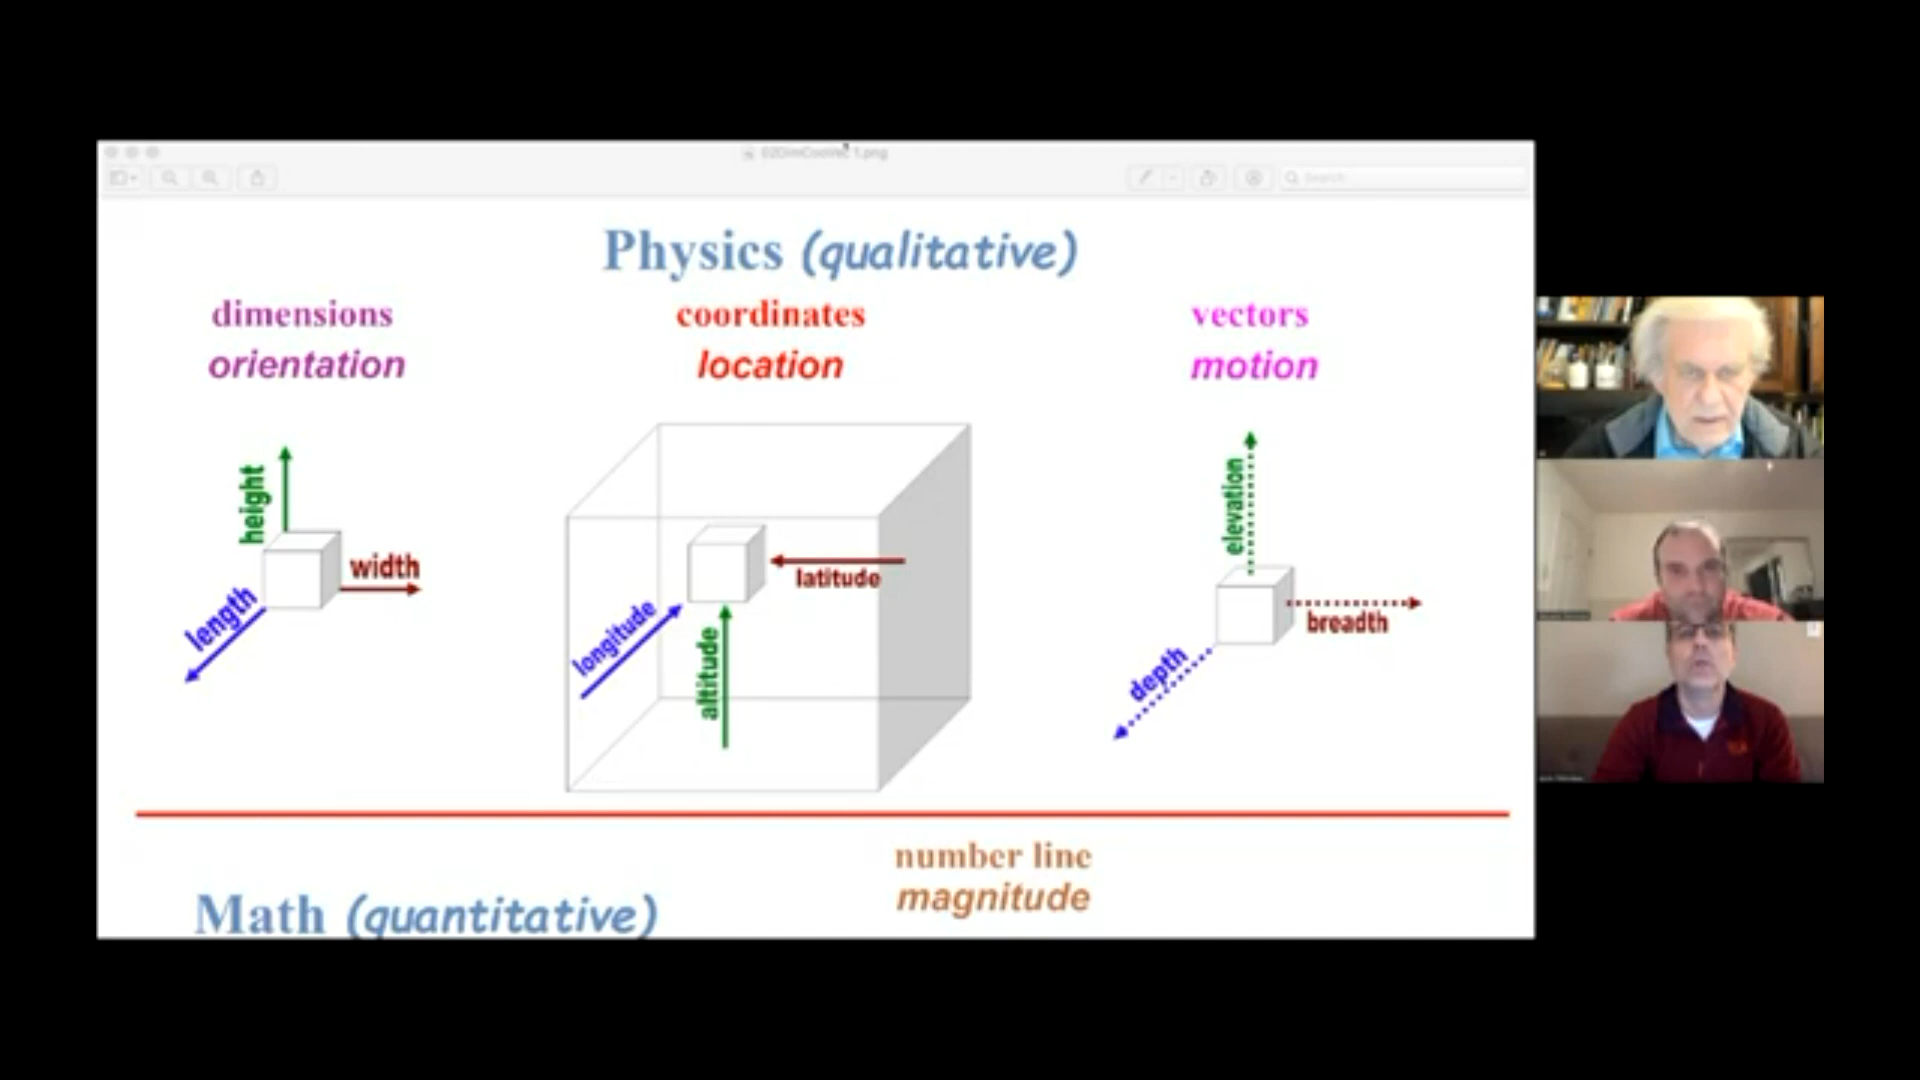 Search
Physics (qualitative)
dimensions
orientation
coordinates
location
vectors
motion
height
width
length
latitude
longitude
altitude
elevation
breadth
depth
number line
magnitude
Math (quantitative)